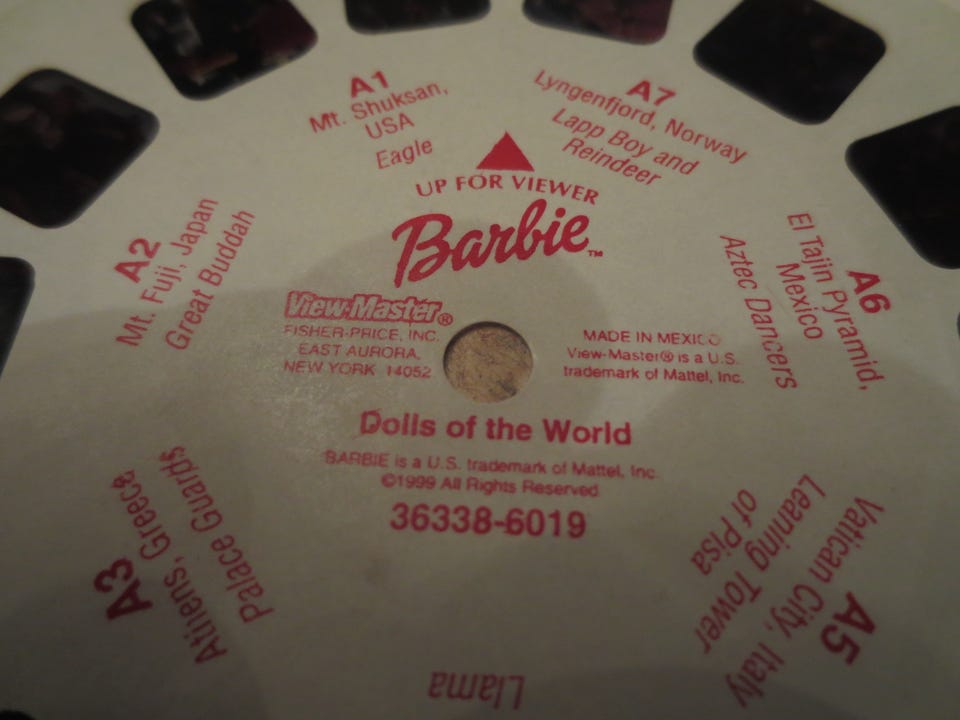 A1
Mt. Shuksan,
USA
Eagle
A7
Lyngenfjord, Norway
Lapp Boy and
Reindeer
UP FOR VIEWER
Barbie™
A2
Mt. Fuji, Japan
Great Buddah
A6
El Tajin Pyramid,
Mexico
Aztec Dancers
View-Master®
FISHER-PRICE, INC.
EAST AURORA,
NEW YORK 14052
MADE IN MEXICO
View-Master® is a U.S.
trademark of Mattel, Inc.
Dolls of the World
BARBIE is a U.S. trademark of Mattel, Inc.
©1999 All Rights Reserved
36338-6019
A3
Athens, Greece
Palace Guards
A5
Vatican City, Italy
Leaning Tower
of Pisa
Llama